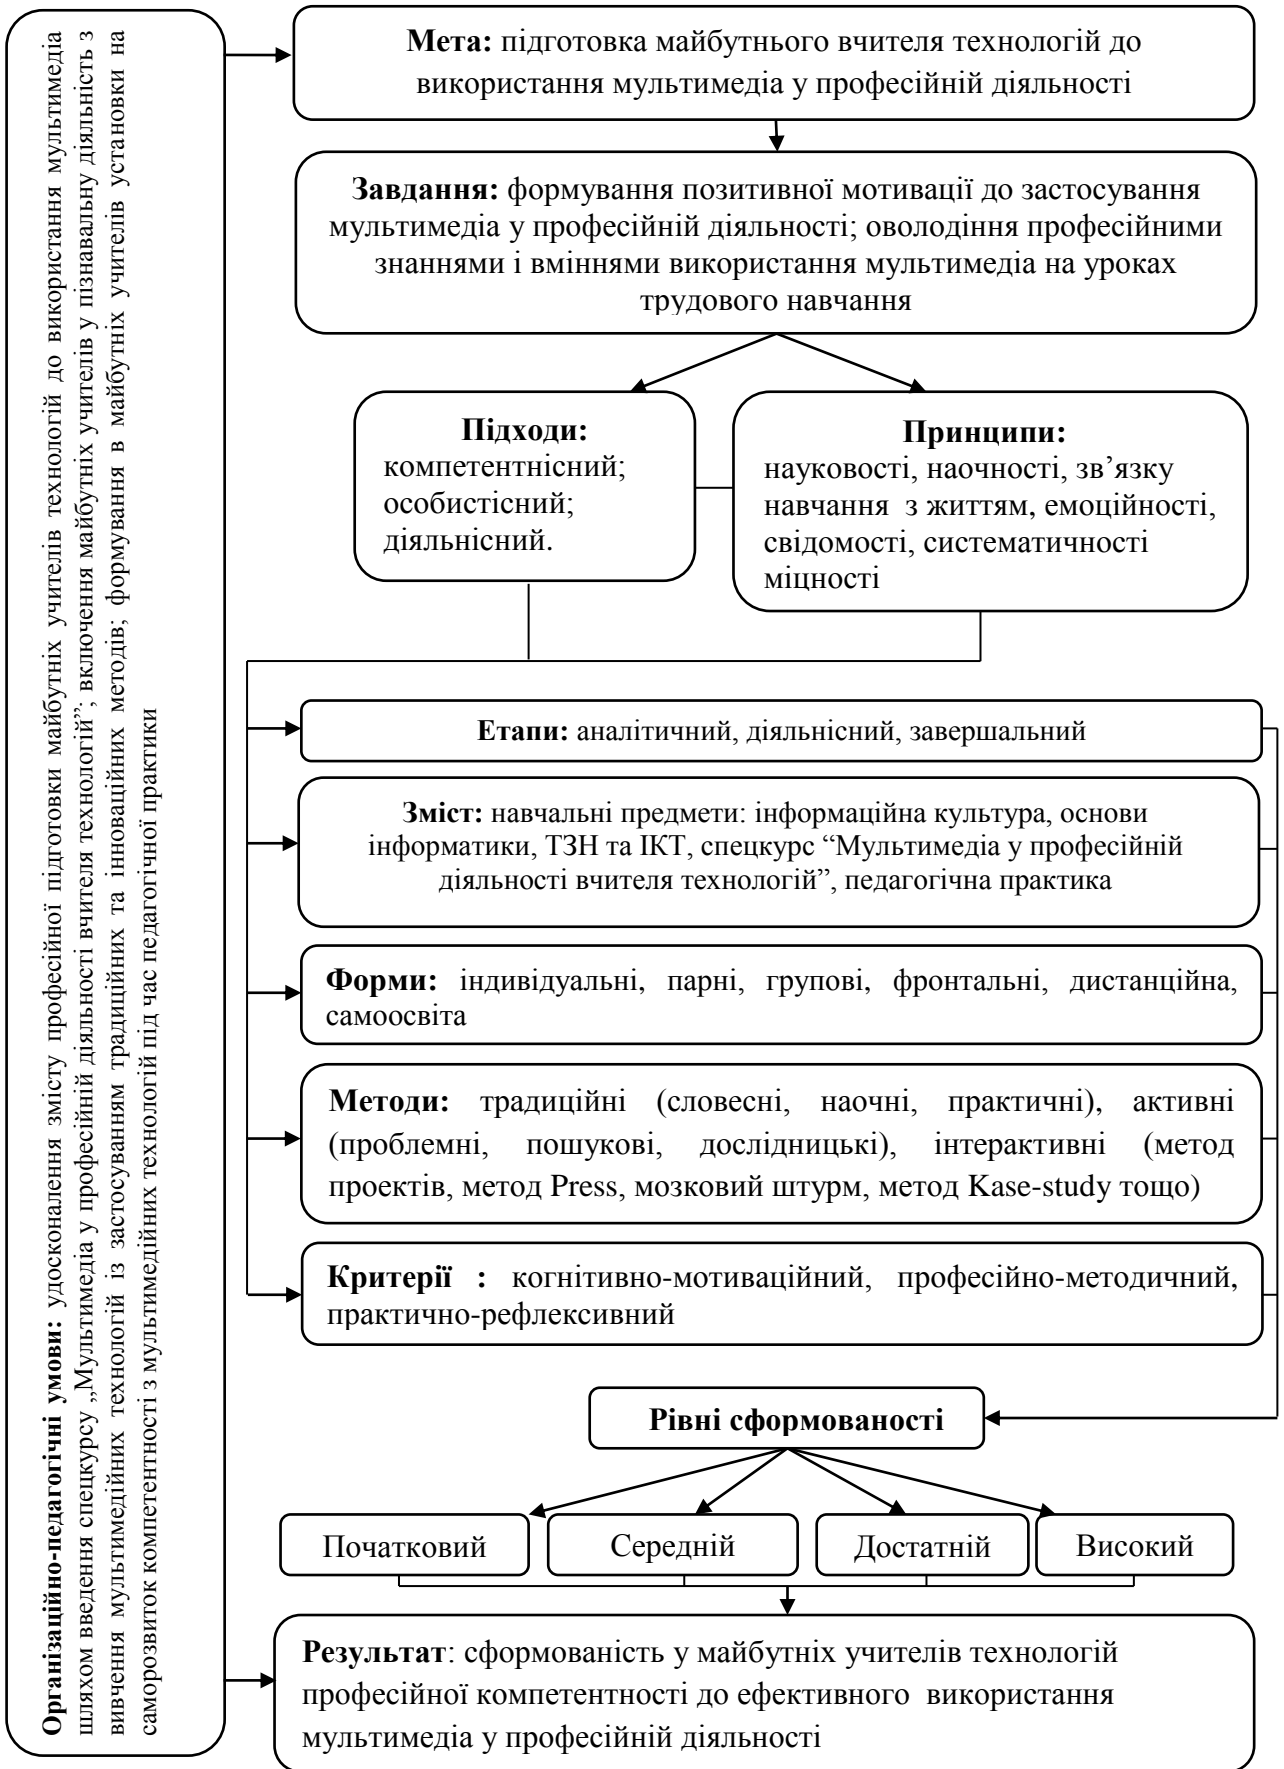 Організаційно-педагогічні умови: удосконалення змісту професійної підготовки майбутніх учителів технологій до використання мультимедіа
шляхом введення спецкурсу „Мультимедіа у професійній діяльності вчителя технологій”; включення майбутніх учителів у пізнавальну діяльність з
вивчення мультимедійних технологій із застосуванням традиційних та інноваційних методів; формування в майбутніх учителів установки на
саморозвиток компетентності з мультимедійних технологій під час педагогічної практики
Мета: підготовка майбутнього вчителя технологій до
використання мультимедіа у професійній діяльності
Завдання: формування позитивної мотивації до застосування
мультимедіа у професійній діяльності; оволодіння професійними
знаннями і вміннями використання мультимедіа на уроках
трудового навчання
Підходи:
компетентнісний;
особистісний;
діяльнісний.
Принципи:
науковості, наочності, зв’язку
навчання з життям, емоційності,
свідомості, систематичності
міцності
Етапи: аналітичний, діяльнісний, завершальний
Зміст: навчальні предмети: інформаційна культура, основи
інформатики, ТЗН та ІКТ, спецкурс “Мультимедіа у професійній
діяльності вчителя технологій”, педагогічна практика
Форми: індивідуальні, парні, групові, фронтальні, дистанційна,
самоосвіта
Методи: традиційні (словесні, наочні, практичні), активні
(проблемні, пошукові, дослідницькі), інтерактивні (метод
проектів, метод Press, мозковий штурм, метод Kase-study тощо)
Критерії : когнітивно-мотиваційний, професійно-методичний,
практично-рефлексивний
Рівні сформованості
Початковий
Середній
Достатній
Високий
Результат: сформованість у майбутніх учителів технологій
професійної компетентності до ефективного використання
мультимедіа у професійній діяльності